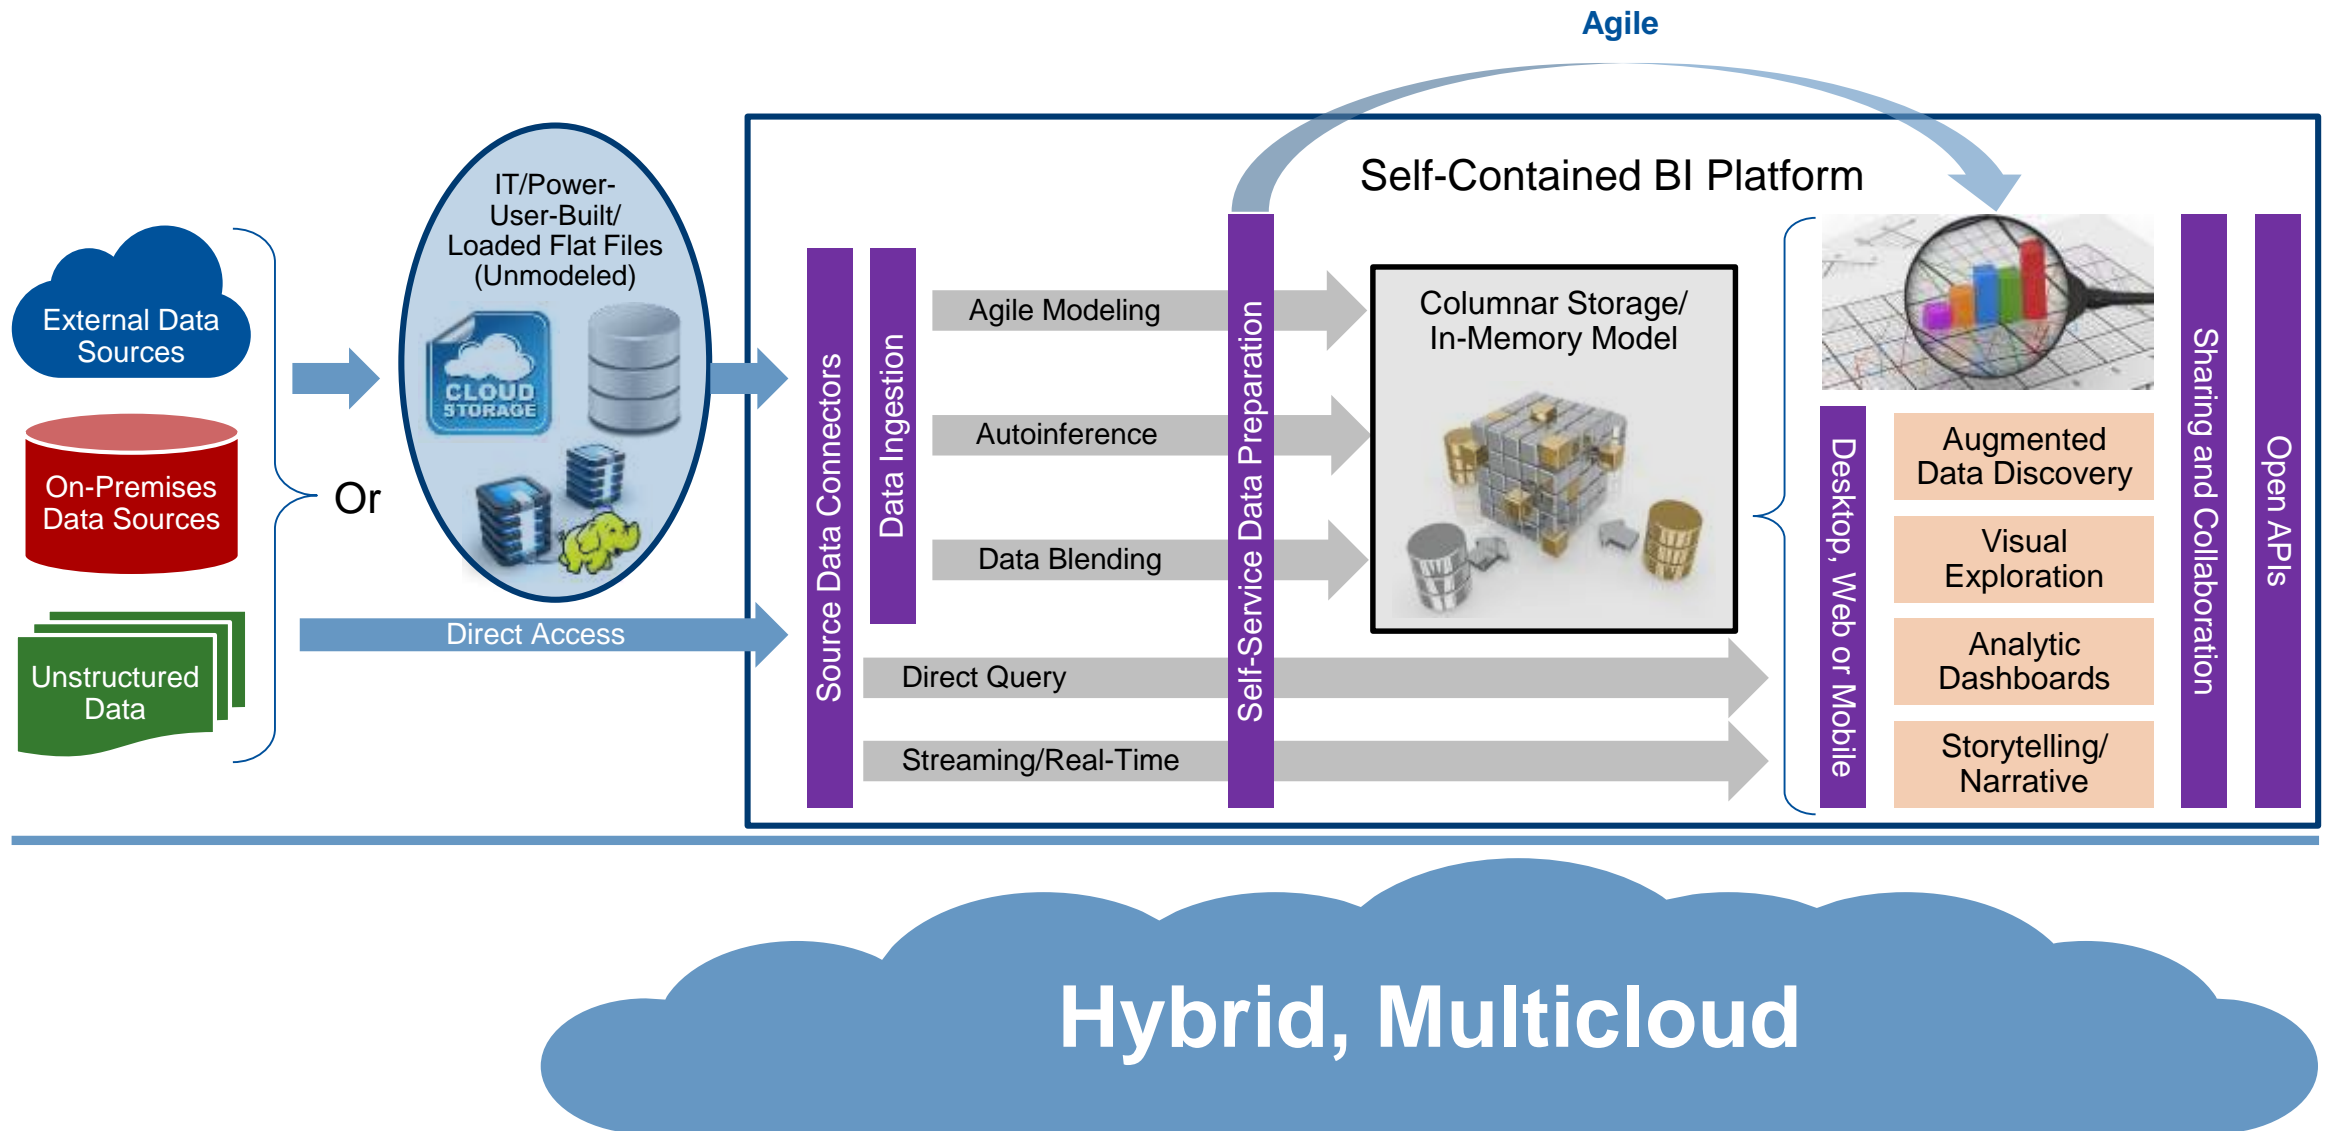 Agile
Self-Contained BI Platform
IT/Power-
User-Built/
Loaded Flat Files
(Unmodeled)
CLOUD
STORAGE
External Data
Sources
On-Premises
Data Sources
Unstructured
Data
Or
Direct Access
Source Data Connectors
Data Ingestion
Agile Modeling
Autoinference
Data Blending
Direct Query
Streaming/Real-Time
Self-Service Data Preparation
Columnar Storage/
In-Memory Model
Desktop, Web or Mobile
Augmented
Data Discovery
Visual
Exploration
Analytic
Dashboards
Storytelling/
Narrative
Sharing and Collaboration
Open APIs
Hybrid, Multicloud